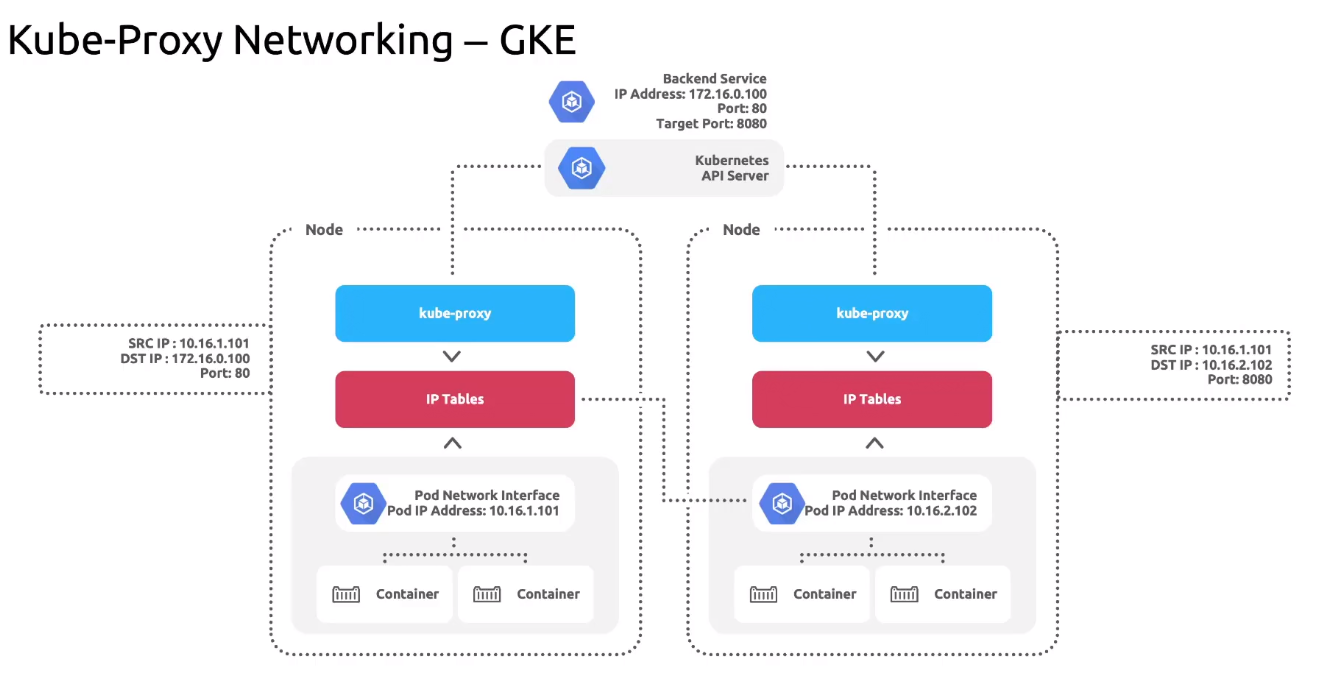 Kube-Proxy Networking – GKE
Backend Service
IP Address: 172.16.0.100
Port: 80
Target Port: 8080
Kubernetes
API Server
Node
kube-proxy
SRC IP : 10.16.1.101
DST IP : 172.16.0.100
Port: 80
IP Tables
Pod Network Interface
Pod IP Address: 10.16.1.101
Container
Container
Node
kube-proxy
SRC IP : 10.16.1.101
DST IP : 10.16.2.102
Port: 8080
IP Tables
Pod Network Interface
Pod IP Address: 10.16.2.102
Container
Container